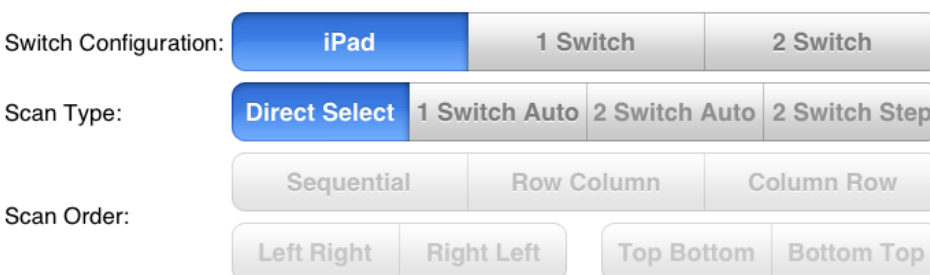 Switch Configuration: iPad 1 Switch 2 Switch
Scan Type: Direct Select 1 Switch Auto 2 Switch Auto 2 Switch Step
Sequential Row Column Column Row
Scan Order:
Left Right Right Left Top Bottom Bottom Top